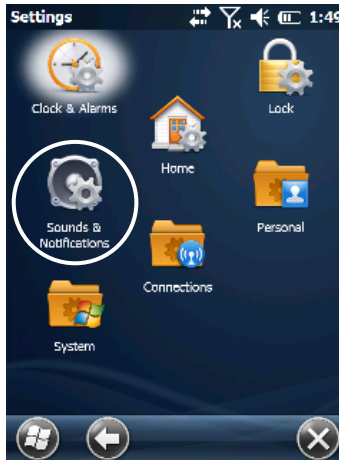 Settings 1:49
Clock & Alarms
Lock
Home
Sounds &
Notifications
Personal
Connections
System